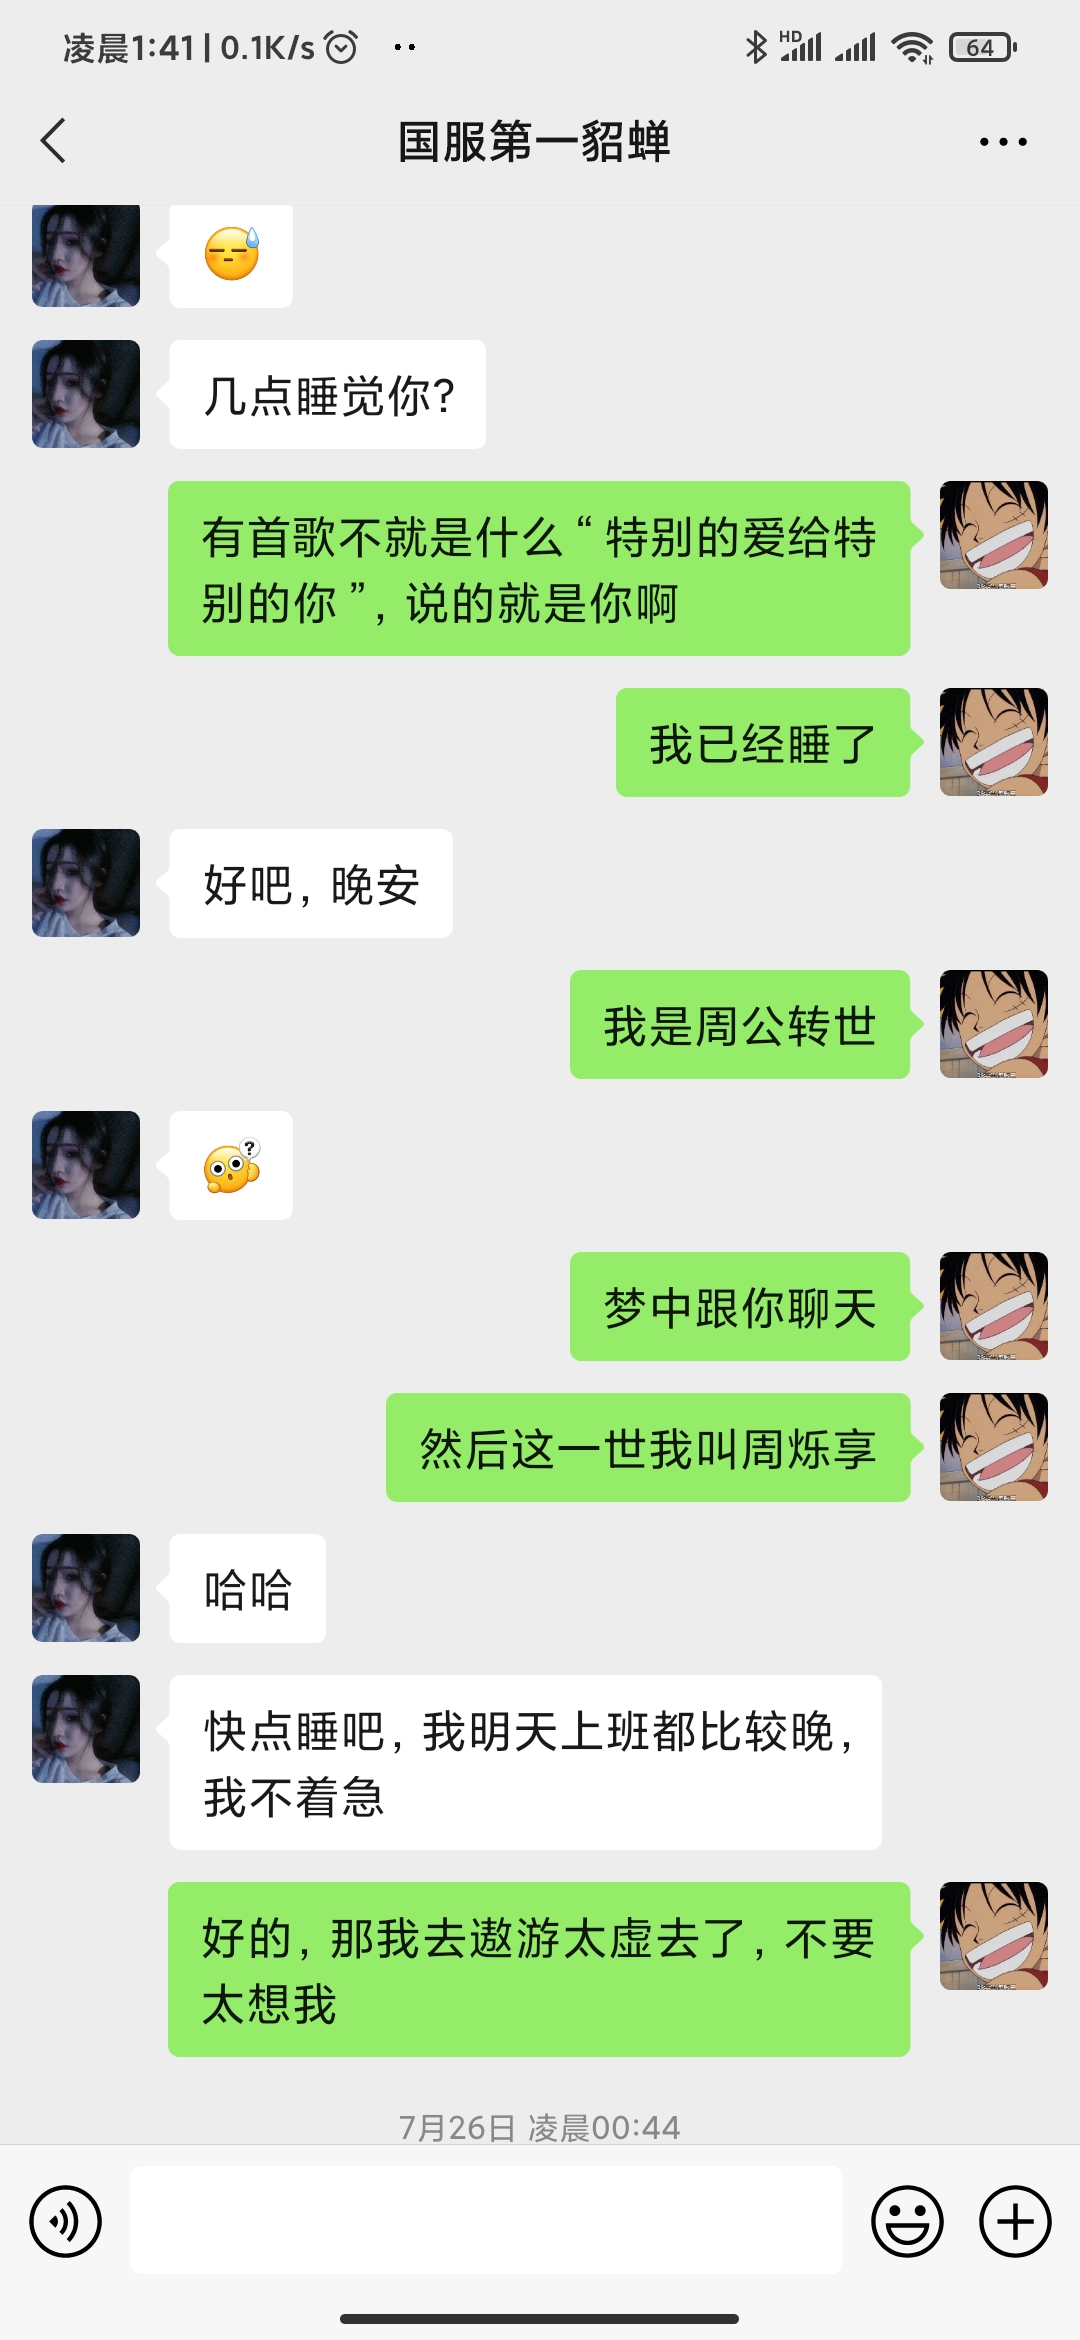 凌晨1:41 | 0.1K/s
HD
64
国服第一貂蝉
几点睡觉你?
有首歌不就是什么“特别的爱给特
别的你”, 说的就是你啊
我已经睡了
好吧, 晚安
我是周公转世
?
梦中跟你聊天
然后这一世我叫周烁享
哈哈
快点睡吧, 我明天上班都比较晚,
我不着急
好的, 那我去遨游太虚去了, 不要
太想我
7月26日 凌晨00:44